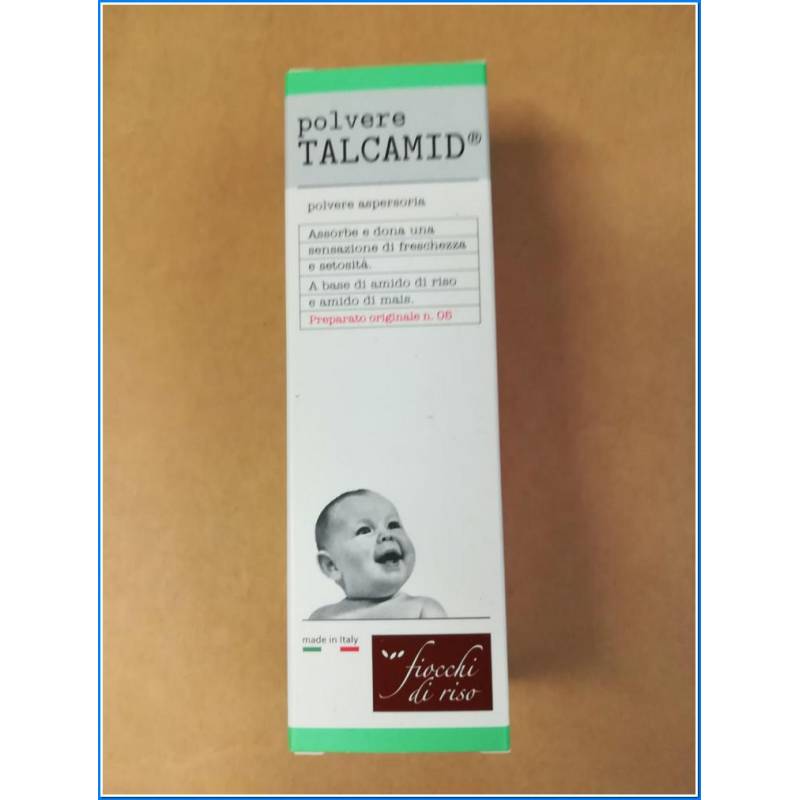 polvere
TALCAMID®
polvere aspersoria
Assorbe e dona una
sensazione di freschezza
e setosità.
A base di amido di riso
e amido di mais.
Preparato originale n. 05
made in Italy
fiocchi
di riso